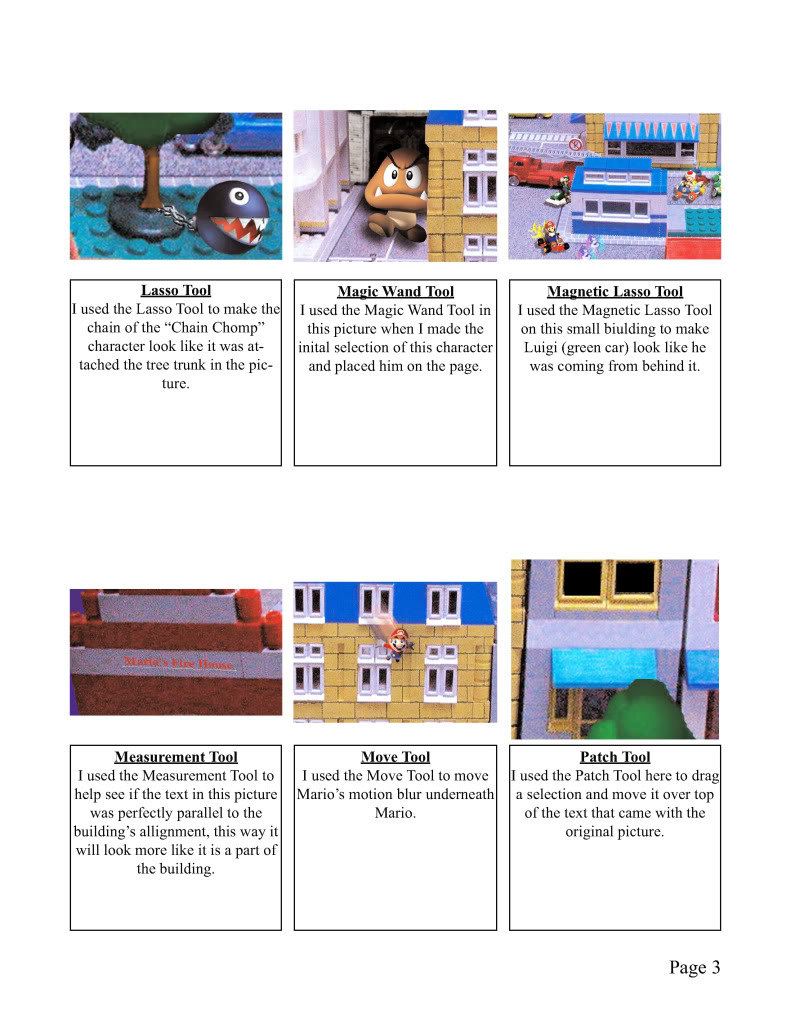 Lasso Tool
I used the Lasso Tool to make the
chain of the “Chain Chomp”
character look like it was at-
tached the tree trunk in the pic-
ture.
Magic Wand Tool
I used the Magic Wand Tool in
this picture when I made the
inital selection of this character
and placed him on the page.
Magnetic Lasso Tool
I used the Magnetic Lasso Tool
on this small biulding to make
Luigi (green car) look like he
was coming from behind it.
Mario's Fire House
Measurement Tool
I used the Measurement Tool to
help see if the text in this picture
was perfectly parallel to the
building’s allignment, this way it
will look more like it is a part of
the building.
Move Tool
I used the Move Tool to move
Mario’s motion blur underneath
Mario.
Patch Tool
I used the Patch Tool here to drag
a selection and move it over top
of the text that came with the
original picture.
Page 3